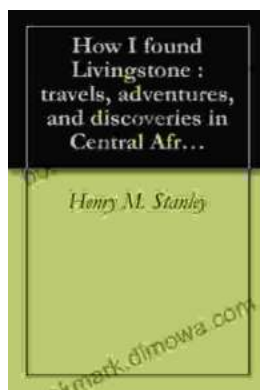 How I found
Livingstone :
travels, adventures,
and discoveries in
Central Afr...
Henry M. Stanley
mark.dimowa.com